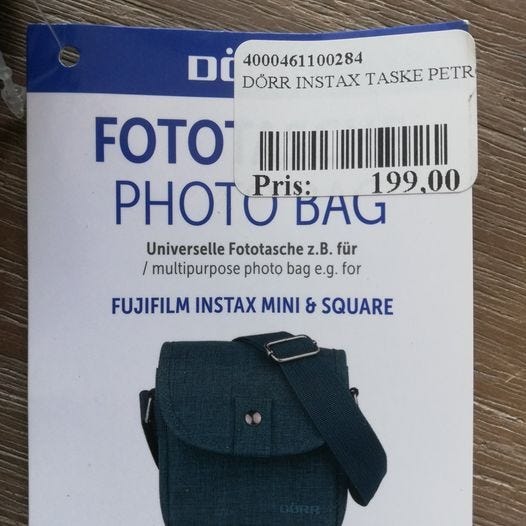 4000461100284
DÖRR INSTAX TASKE PETR
Pris: 199,00
PHOTO BAG
Universelle Fototasche z.B. für
/ multipurpose photo bag e.g. for
FUJIFILM INSTAX MINI & SQUARE
DÖRR